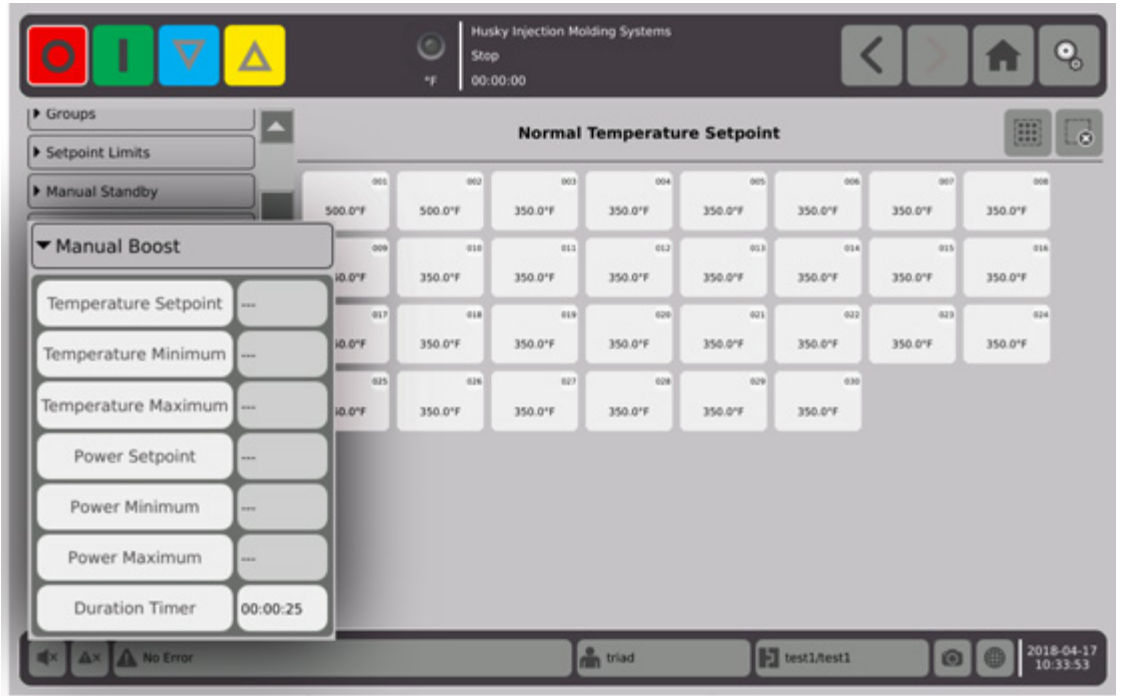 Husky Injection Molding Systems
Stop
°F 00:00:00
Groups
Setpoint Limits
Manual Standby
Normal Temperature Setpoint
001 002 003 004 005 006 007 008
500.0°F 500.0°F 350.0°F 350.0°F 350.0°F 350.0°F 350.0°F 350.0°F
Manual Boost
009 010 011 012 013 014 015 016
0.0°F 350.0°F 350.0°F 350.0°F 350.0°F 350.0°F 350.0°F 350.0°F
Temperature Setpoint ---
017 018 019 020 021 022 023 024
0.0°F 350.0°F 350.0°F 350.0°F 350.0°F 350.0°F 350.0°F 350.0°F
Temperature Minimum ---
025 026 027 028 029 030
0.0°F 350.0°F 350.0°F 350.0°F 350.0°F 350.0°F
Temperature Maximum ---
Power Setpoint ---
Power Minimum ---
Power Maximum ---
Duration Timer 00:00:25
No Error
triad
test1/test1
2018-04-17
10:33:53